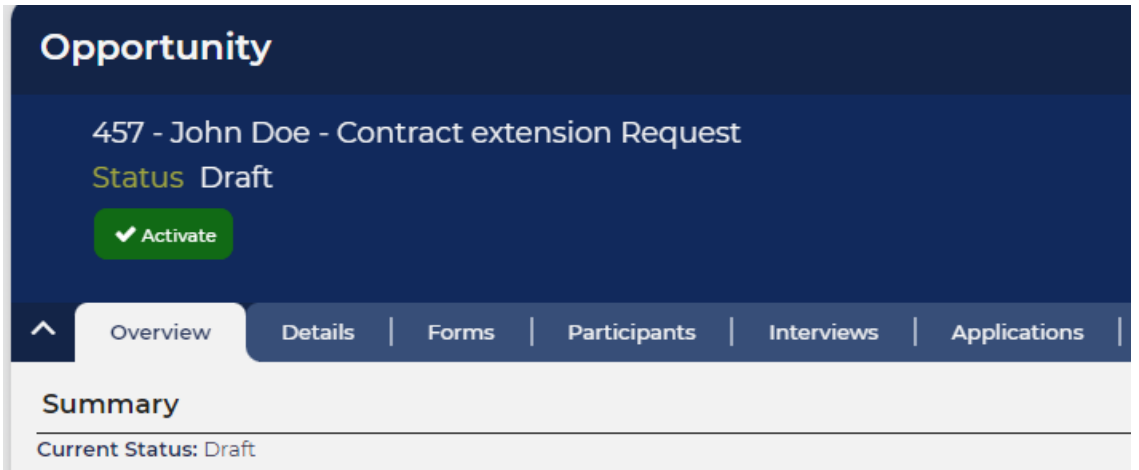 Opportunity
457 - John Doe - Contract extension Request
Status Draft
Activate
Overview Details | Forms | Participants | Interviews | Applications |
Summary
Current Status: Draft